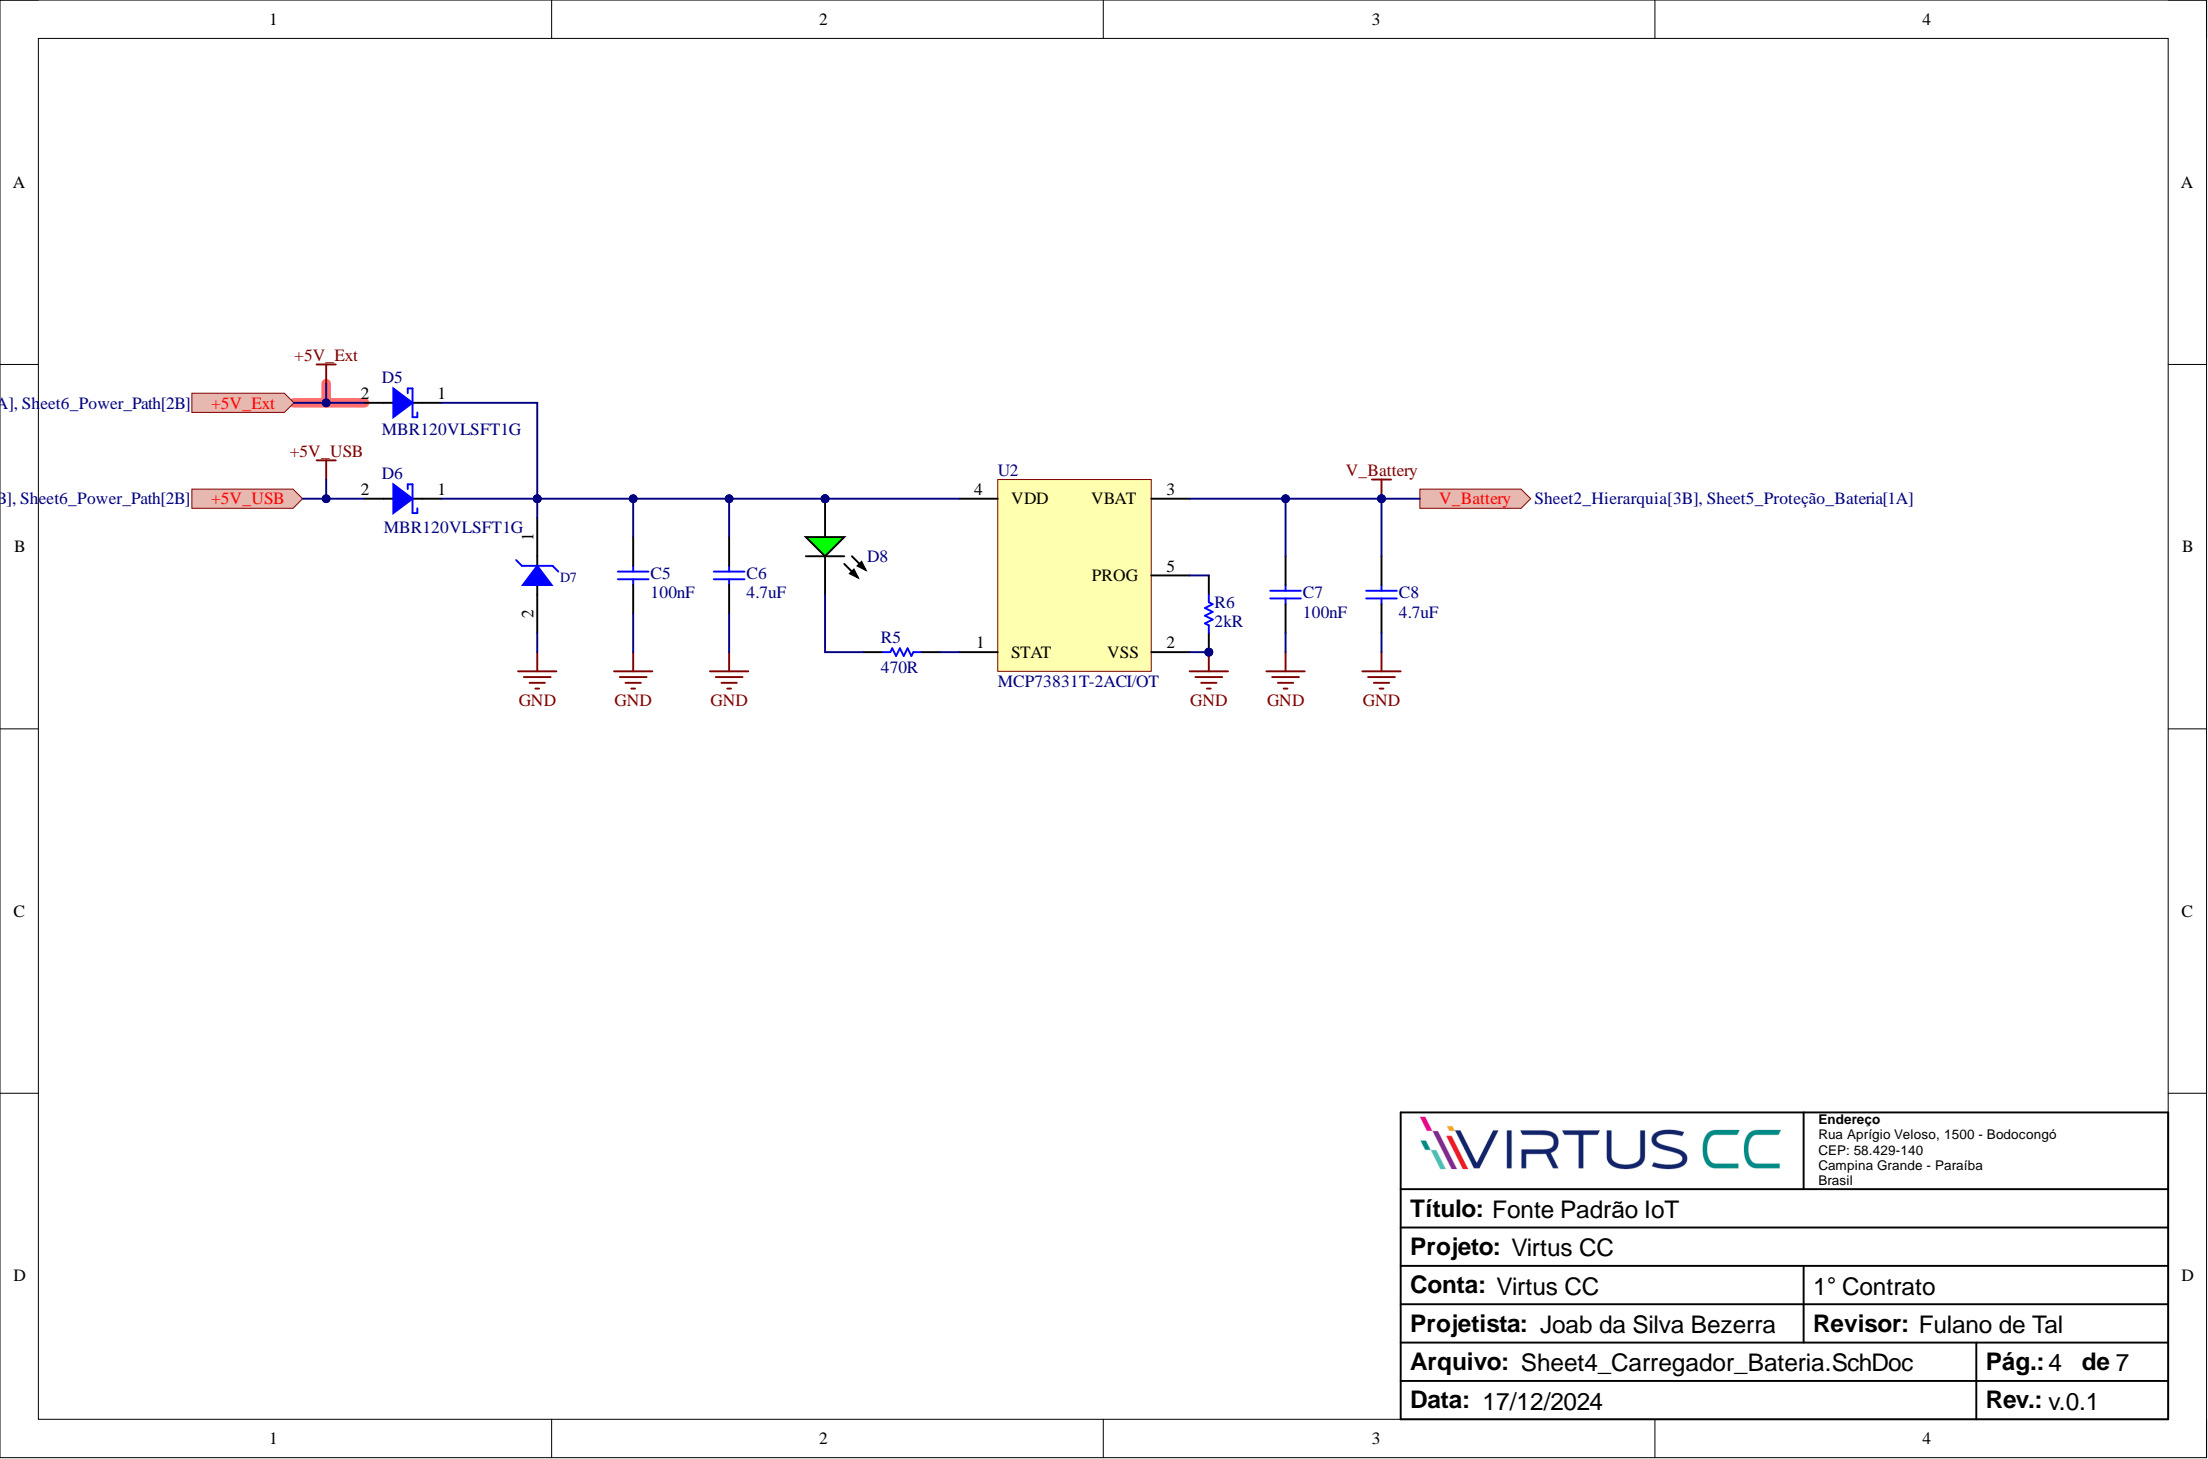 1 2 3 4
A A
+5V_Ext
D5
A], Sheet6_Power_Path[2B] +5V_Ext 2 1
MBR120VLSFT1G
+5V_USB
D6
B], Sheet6_Power_Path[2B] +5V_USB 2 1
MBR120VLSFT1G
U2
4 VDD VBAT 3
V_Battery
V_Battery Sheet2_Hierarquia[3B], Sheet5_Proteção_Bateria[1A]
B B
1
D7
2
C5
100nF
C6
4.7uF
D8
PROG 5
R6
2kR
C7
100nF
C8
4.7uF
R5
470R
1 STAT VSS 2
MCP73831T-2ACI/OT
GND GND GND GND GND GND
C C
D D
VIRTUS CC
Endereço
Rua Aprígio Veloso, 1500 - Bodocongó
CEP: 58.429-140
Campina Grande - Paraíba
Brasil
Título: Fonte Padrão IoT
Projeto: Virtus CC
Conta: Virtus CC 1° Contrato
Projetista: Joab da Silva Bezerra Revisor: Fulano de Tal
Arquivo: Sheet4_Carregador_Bateria.SchDoc Pág.: 4 de 7
Data: 17/12/2024 Rev.: v.0.1
1 2 3 4